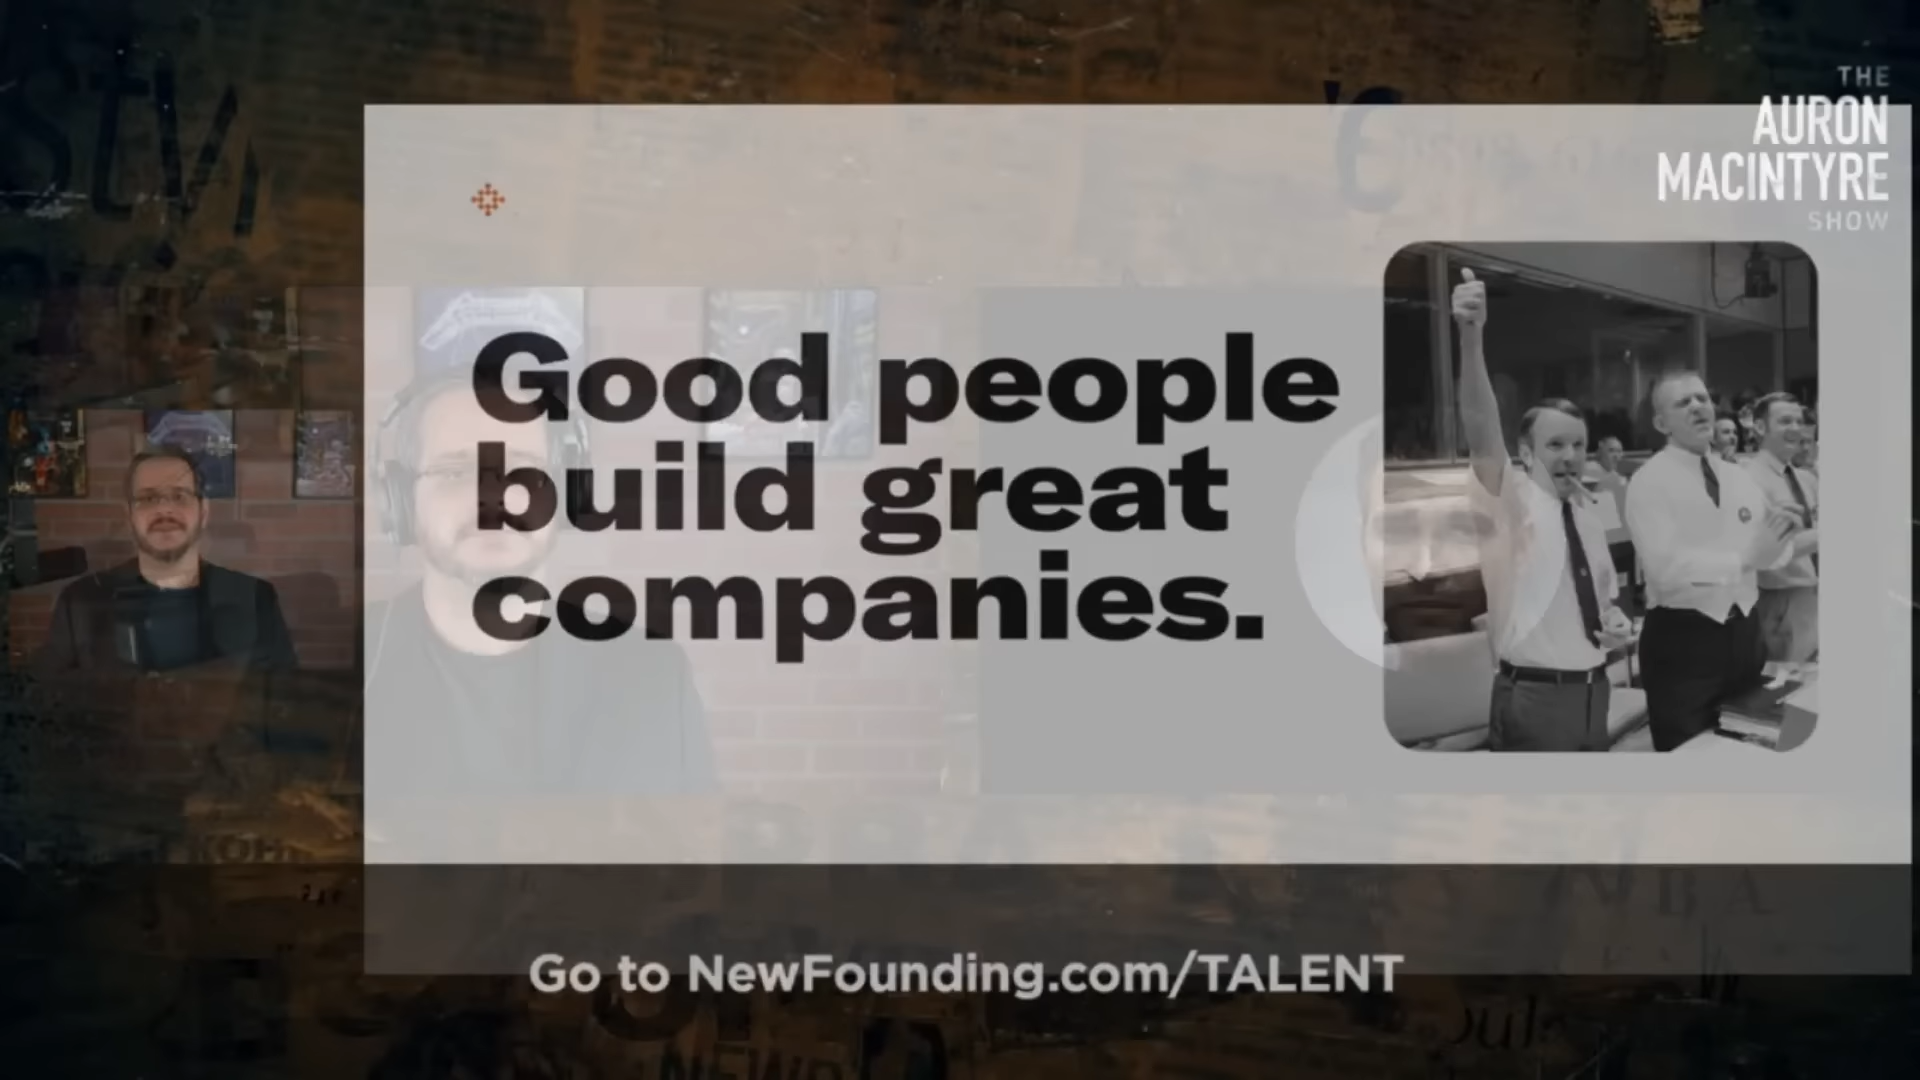 THE
AURON
MACINTYRE
SHOW
Good people
build great
companies.
Go to NewFounding.com/TALENT